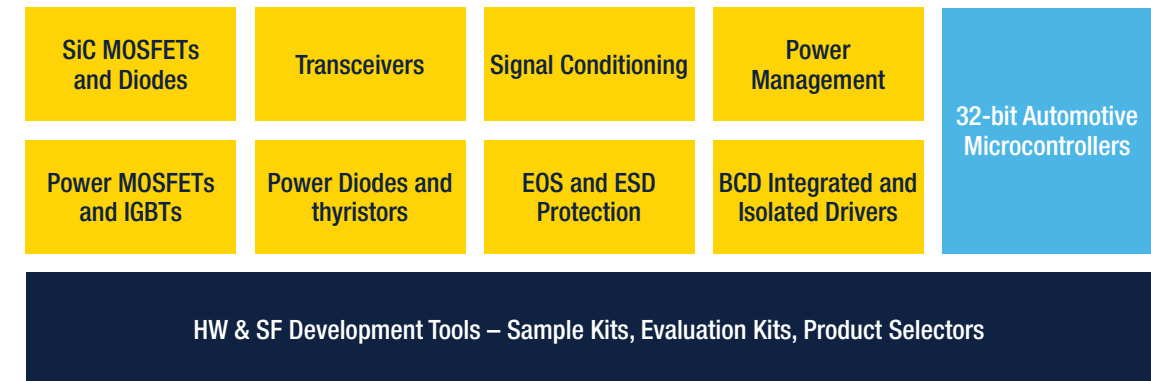 SiC MOSFETs
and Diodes
Transceivers
Signal Conditioning
Power
Management
32-bit Automotive
Microcontrollers
Power MOSFETs
and IGBTs
Power Diodes and
thyristors
EOS and ESD
Protection
BCD Integrated and
Isolated Drivers
HW & SF Development Tools – Sample Kits, Evaluation Kits, Product Selectors